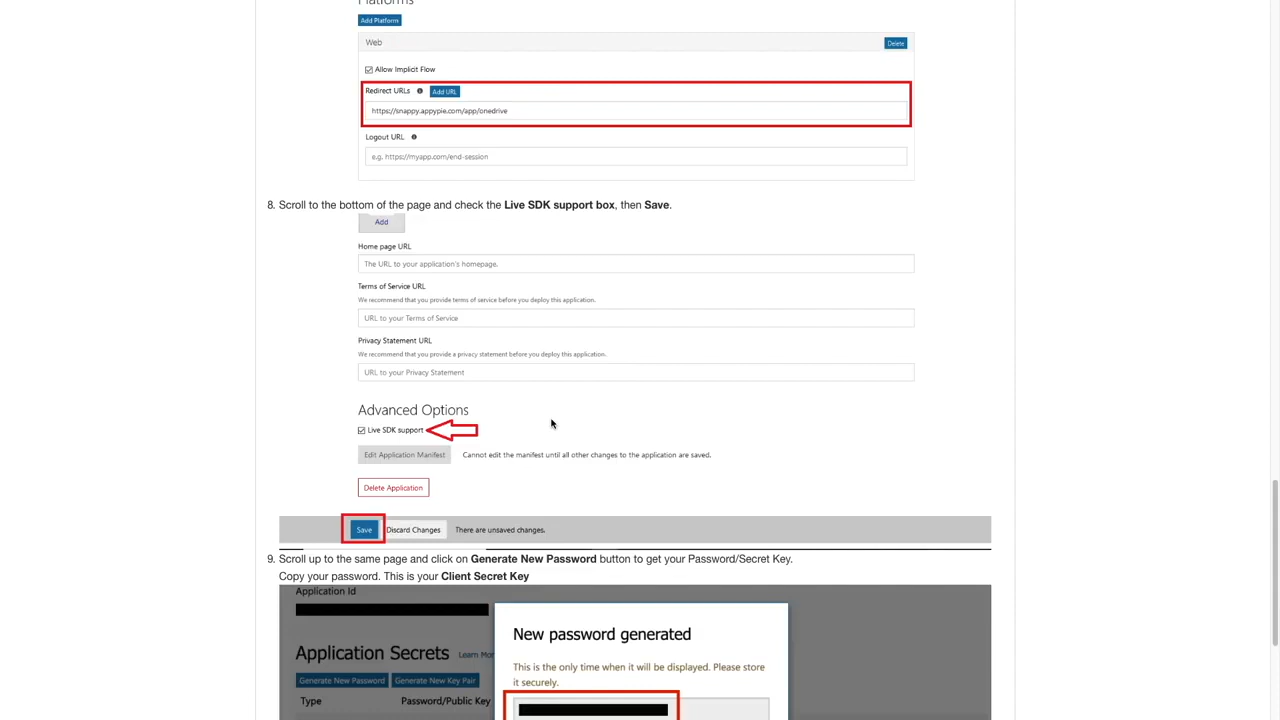 Platforms
Add Platform
Web
Delete
Allow Implicit Flow
Redirect URLs
Add URL
https://snappy.appypie.com/app/onedrive
Logout URL
e.g. https://myapp.com/end-session
8. Scroll to the bottom of the page and check the Live SDK support box, then Save.
Add
Home page URL
The URL to your application's homepage.
Terms of Service URL
We recommend that you provide terms of service before you deploy this application.
URL to your Terms of Service
Privacy Statement URL
We recommend that you provide a privacy statement before you deploy this application.
URL to your Privacy Statement
Advanced Options
Live SDK support
Edit Application Manifest Cannot edit the manifest until all other changes to the application are saved.
Delete Application
Save Discard Changes There are unsaved changes.
9. Scroll up to the same page and click on Generate New Password button to get your Password/Secret Key.
Copy your password. This is your Client Secret Key
Application Id
New password generated
Application Secrets Learn Mor
This is the only time when it will be displayed. Please store
it securely.
Generate New Password Generate New Key Pair
Type Password/Public Key